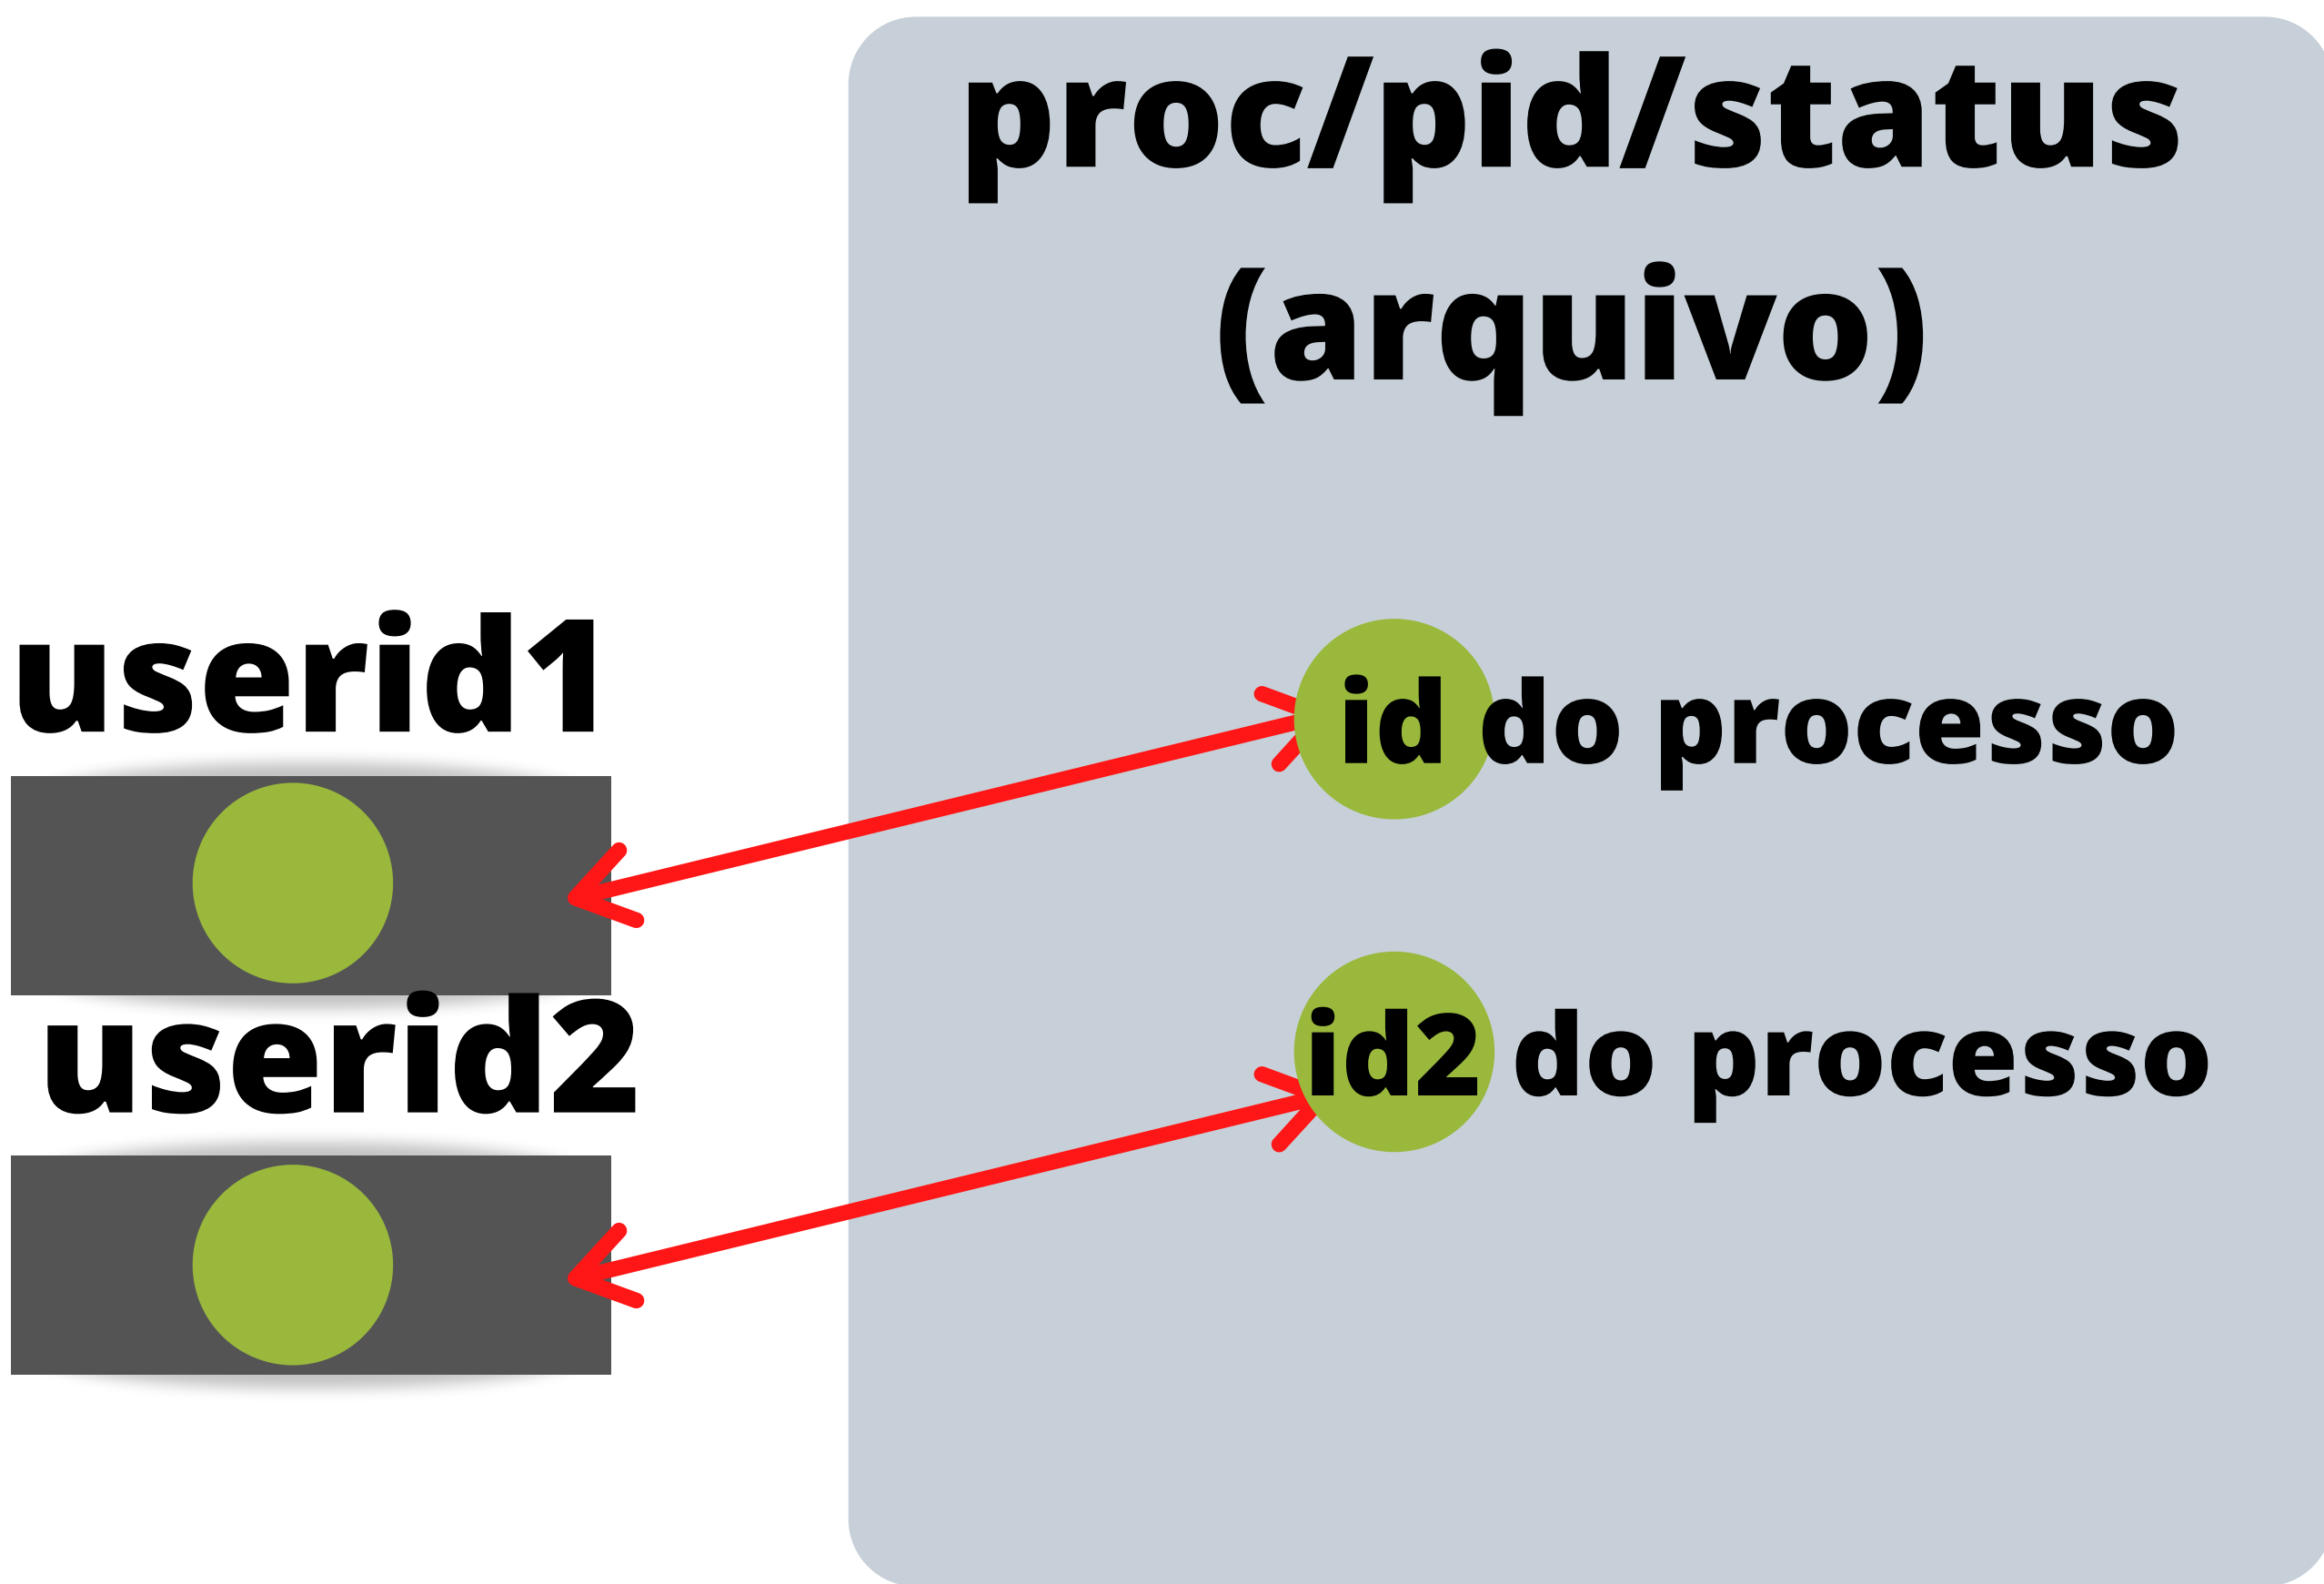 proc/pid/status
(arquivo)
userid1
id do processo
userid2
id2 do processo